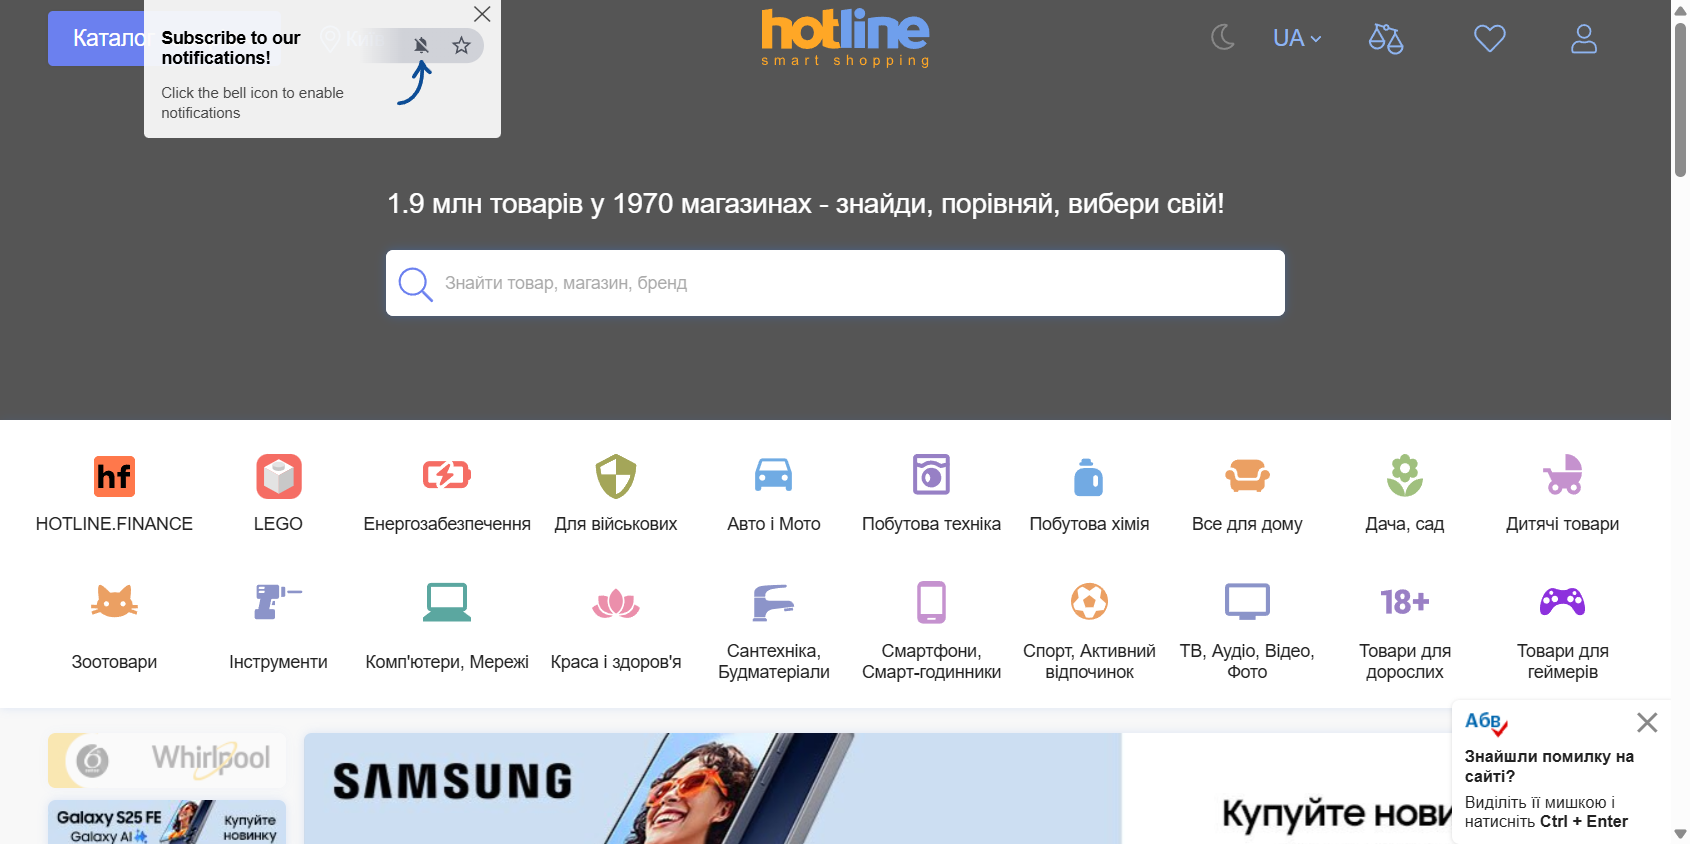 Каталог
Subscribe to our
notifications!
Click the bell icon to enable
notifications
hotline
smart shopping
UA
1.9 млн товарів у 1970 магазинах - знайди, порівняй, вибери свій!
Знайти товар, магазин, бренд
hf
HOTLINE.FINANCE
LEGO
Енергозабезпечення
Для військових
Авто і Мото
Побутова техніка
Побутова хімія
Все для дому
Дача, сад
Дитячі товари
18+
Зоотовари
Інструменти
Комп'ютери, Мережі
Краса і здоров'я
Сантехніка,
Будматеріали
Смартфони,
Смарт-годинники
Спорт, Активний
відпочинок
ТВ, Аудіо, Відео,
Фото
Товари для
дорослих
Товари для
геймерів
Whirlpool
Galaxy S25 FE
Galaxy AI
Купуйте
новинку
SAMSUNG
Купуйте нови
Абв
Знайшли помилку на
сайті?
Виділіть її мишкою і
натисніть Ctrl + Enter